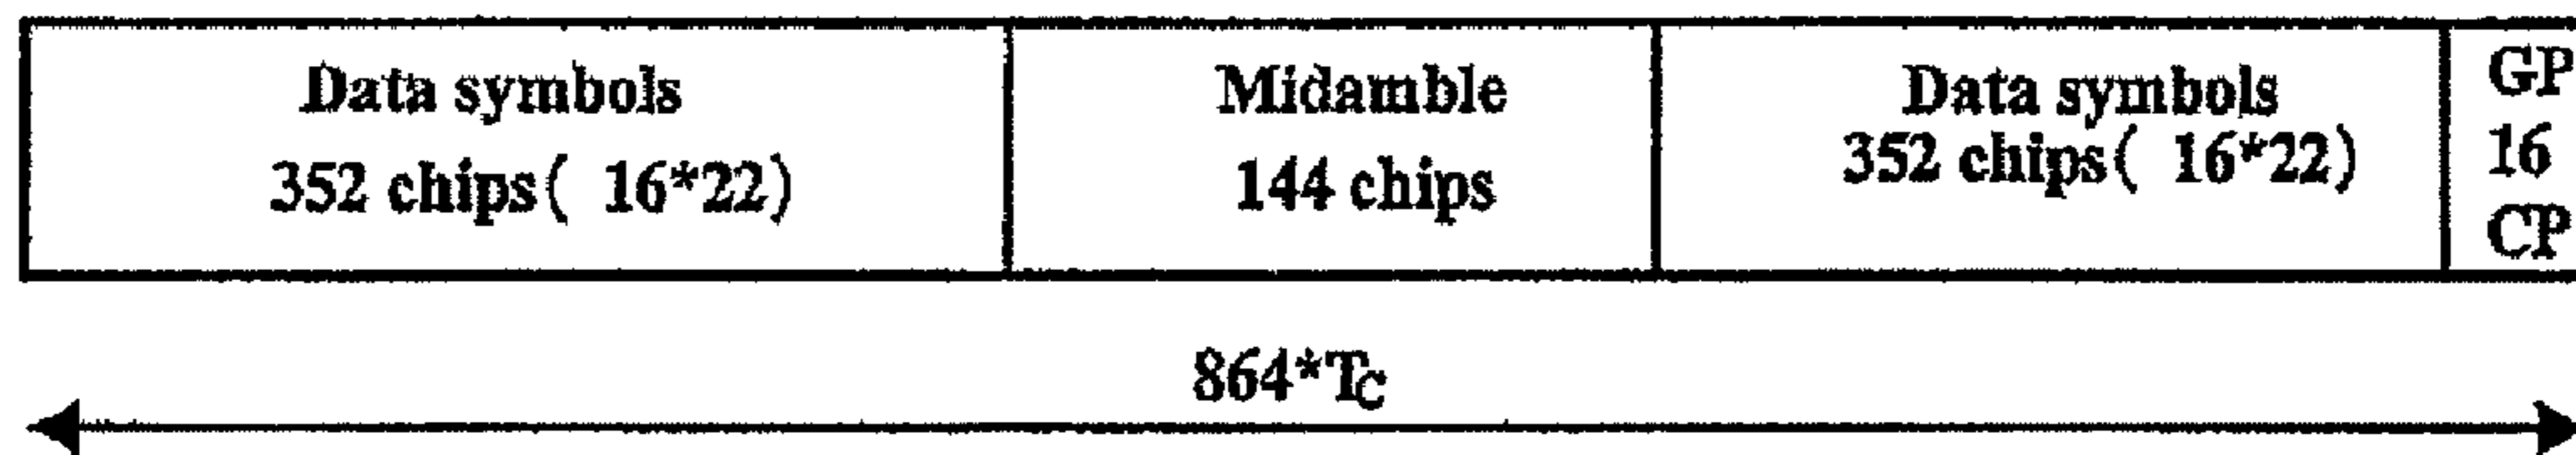 Data symbols
352 chips( 16*22)
Midamble
144 chips
Data symbols
352 chips( 16*22)
GP
16
CP
864*Tc